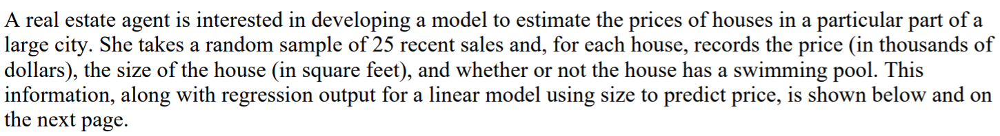 A real estate agent is interested in developing a model to estimate the prices of houses in a particular part of a
large city. She takes a random sample of 25 recent sales and, for each house, records the price (in thousands of
dollars), the size of the house (in square feet), and whether or not the house has a swimming pool. This
information, along with regression output for a linear model using size to predict price, is shown below and on
the next page.